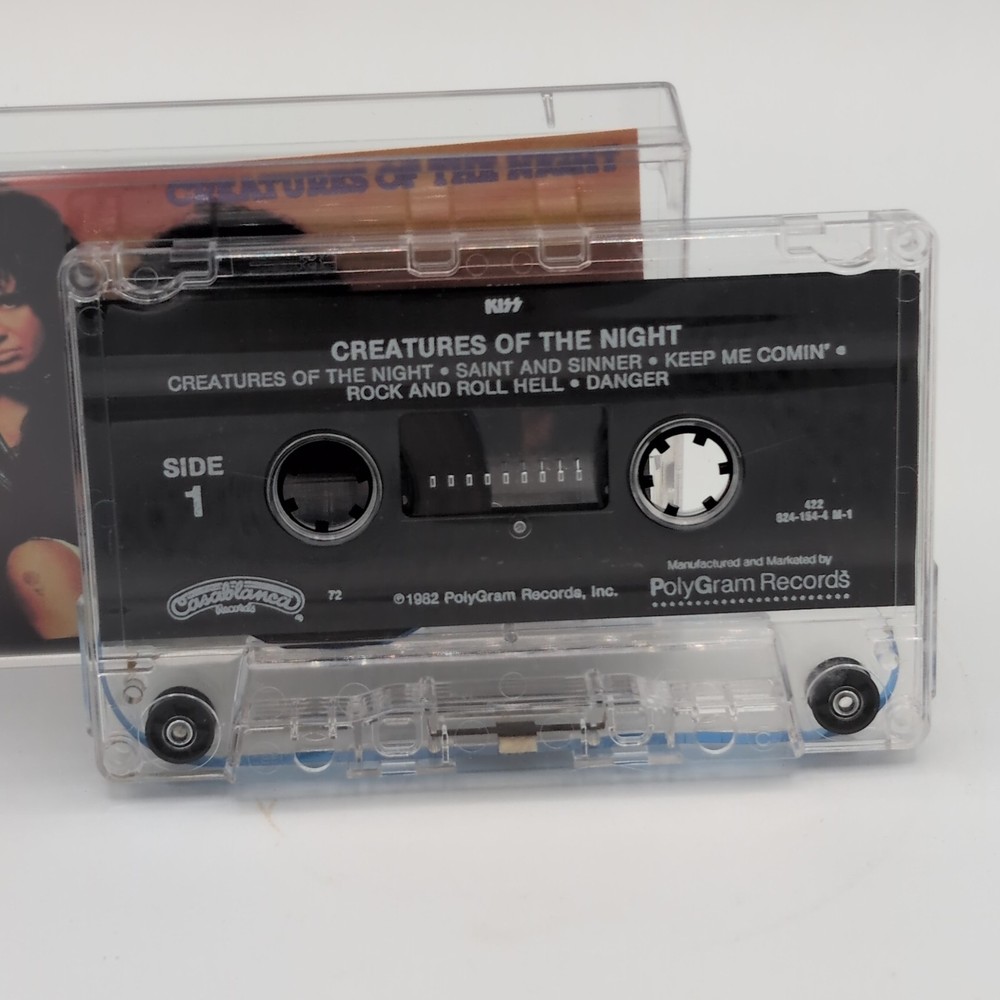 CREATURES OF THE NIGHT
KISS
CREATURES OF THE NIGHT
CREATURES OF THE NIGHT • SAINT AND SINNER • KEEP ME COMIN' •
ROCK AND ROLL HELL • DANGER
SIDE
1
422
824-154-4 M-1
Manufactured and Marketed by
PolyGram Records
Casablanca
Records
72
℗1982 PolyGram Records, Inc.